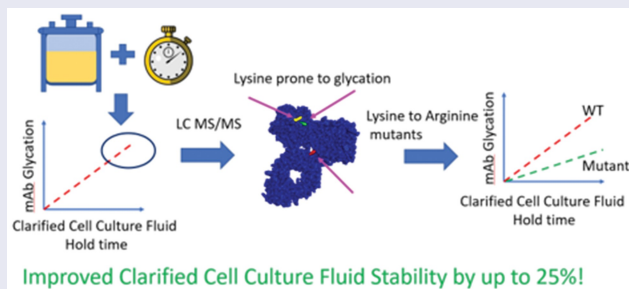 mAb Glycation
Clarified Cell Culture Fluid
Hold time
LC MS/MS
Lysine prone to glycation
Lysine to Arginine
mutants
mAb Glycation
WT
Mutant
Clarified Cell Culture Fluid
Hold time
Improved Clarified Cell Culture Fluid Stability by up to 25%!